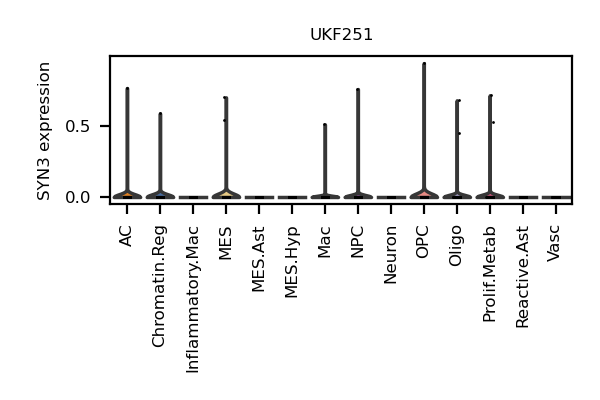 UKF251
SYN3 expression
0.5
0.0
AC
Chromatin.Reg
Inflammatory.Mac
MES
MES.Ast
MES.Hyp
Mac
NPC
Neuron
OPC
Oligo
Prolif.Metab
Reactive.Ast
Vasc